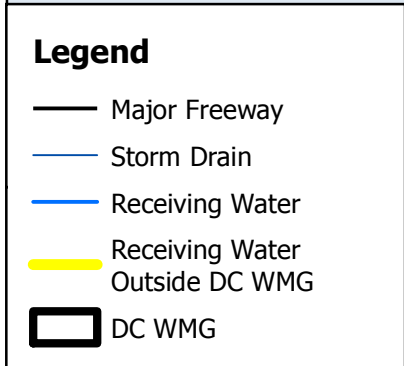 Legend
Major Freeway
Storm Drain
Receiving Water
Receiving Water
Outside DC WMG
DC WMG